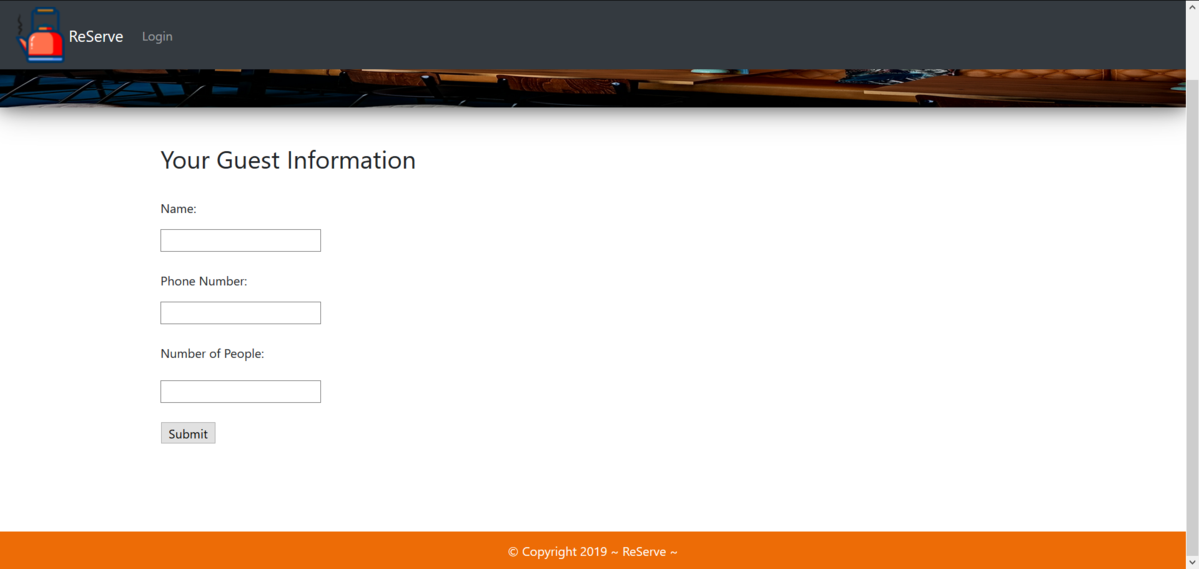 ReServe Login
Your Guest Information
Name:
Phone Number:
Number of People:
Submit
© Copyright 2019 ~ ReServe ~